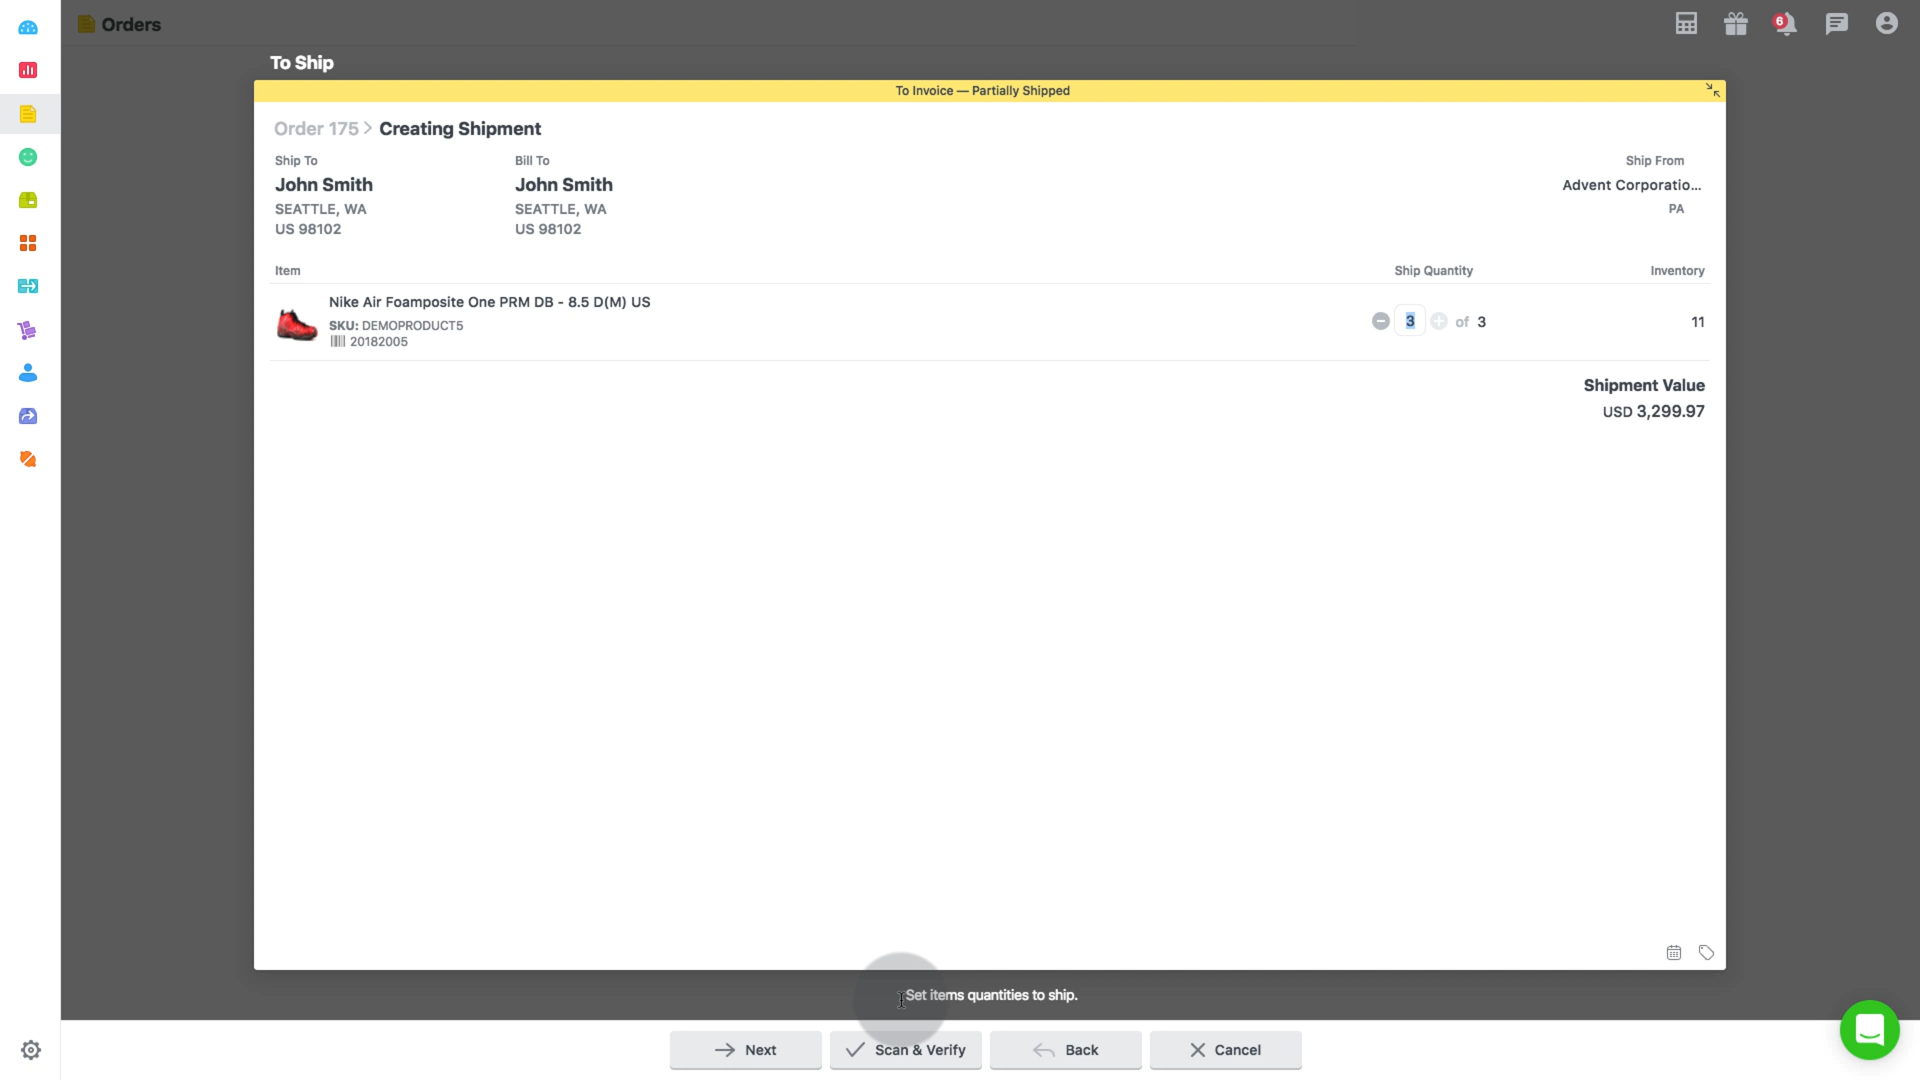 Orders
6
To Ship
To Invoice — Partially Shipped
Order 175 > Creating Shipment
Ship To
Bill To
Ship From
John Smith
John Smith
Advent Corporatio...
SEATTLE, WA
SEATTLE, WA
PA
US 98102
US 98102
Item
Ship Quantity
Inventory
Nike Air Foamposite One PRM DB - 8.5 D(M) US
SKU: DEMOPRODUCT5
20182005
3 of 3
11
Shipment Value
USD 3,299.97
Set items quantities to ship.
Next
Scan & Verify
Back
Cancel